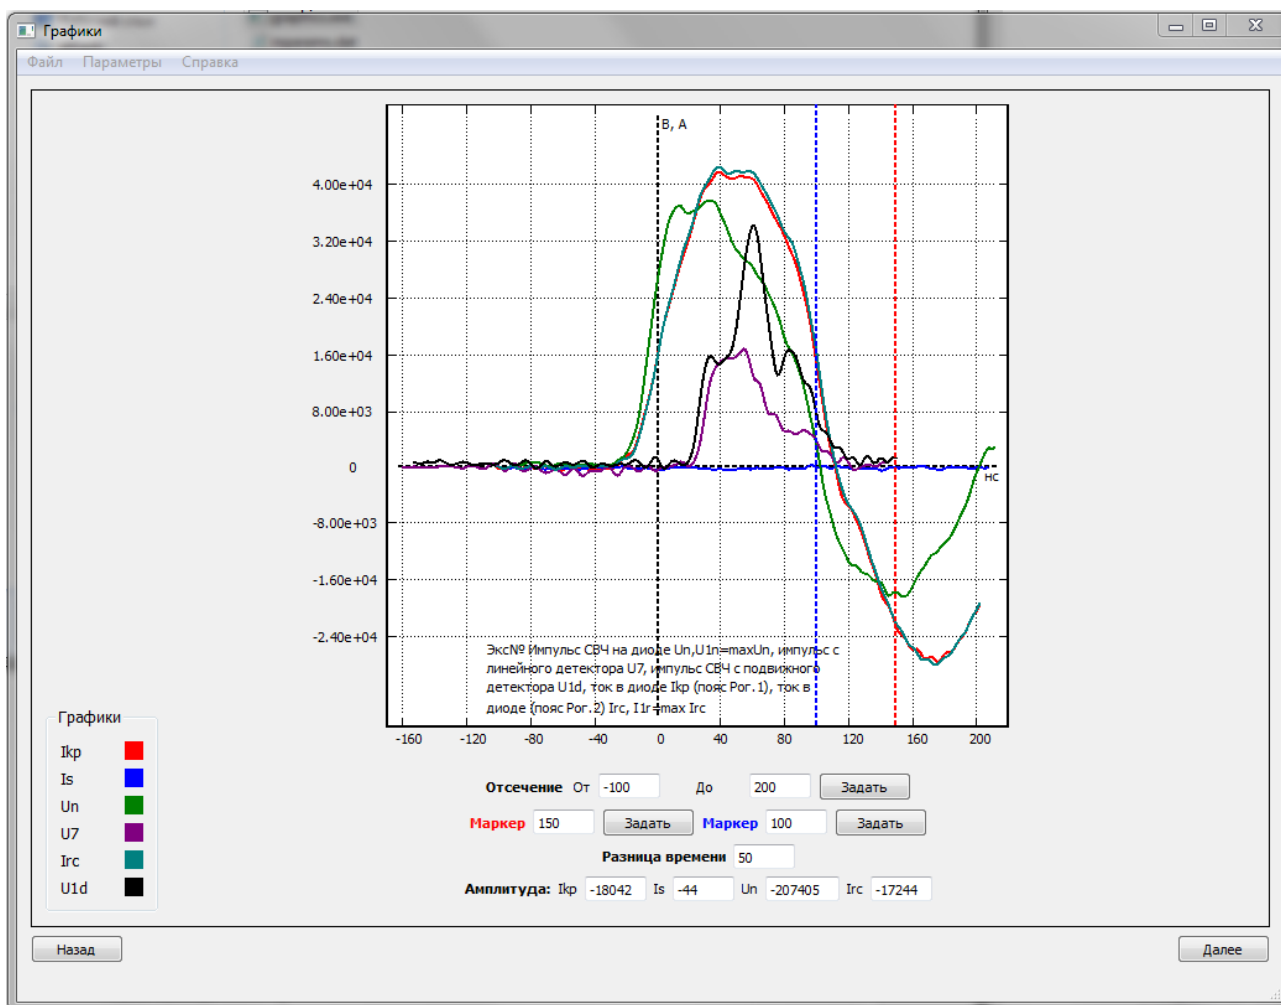 Графики
Файл Параметры Справка
В, А
4.00e+04
3.20e+04
2.40e+04
1.60e+04
8.00e+03
0
нс
-8.00e+03
-1.60e+04
-2.40e+04
Экс№ Импульс СВЧ на диоде Un,U1n=maxUn, импульс с
линейного детектора U7, импульс СВЧ с подвижного
детектора U1d, ток в диоде Ikp (пояс Рог.1), ток в
диоде (пояс Рог.2) Irc, I1r=max Irc
-160 -120 -80 -40 0 40 80 120 160 200
Графики
Ikp
Is
Un
U7
Irc
U1d
Отсечение От -100 До 200 Задать
Маркер 150 Задать Маркер 100 Задать
Разница времени 50
Амплитуда: Ikp -18042 Is -44 Un -207405 Irc -17244
Назад Далее